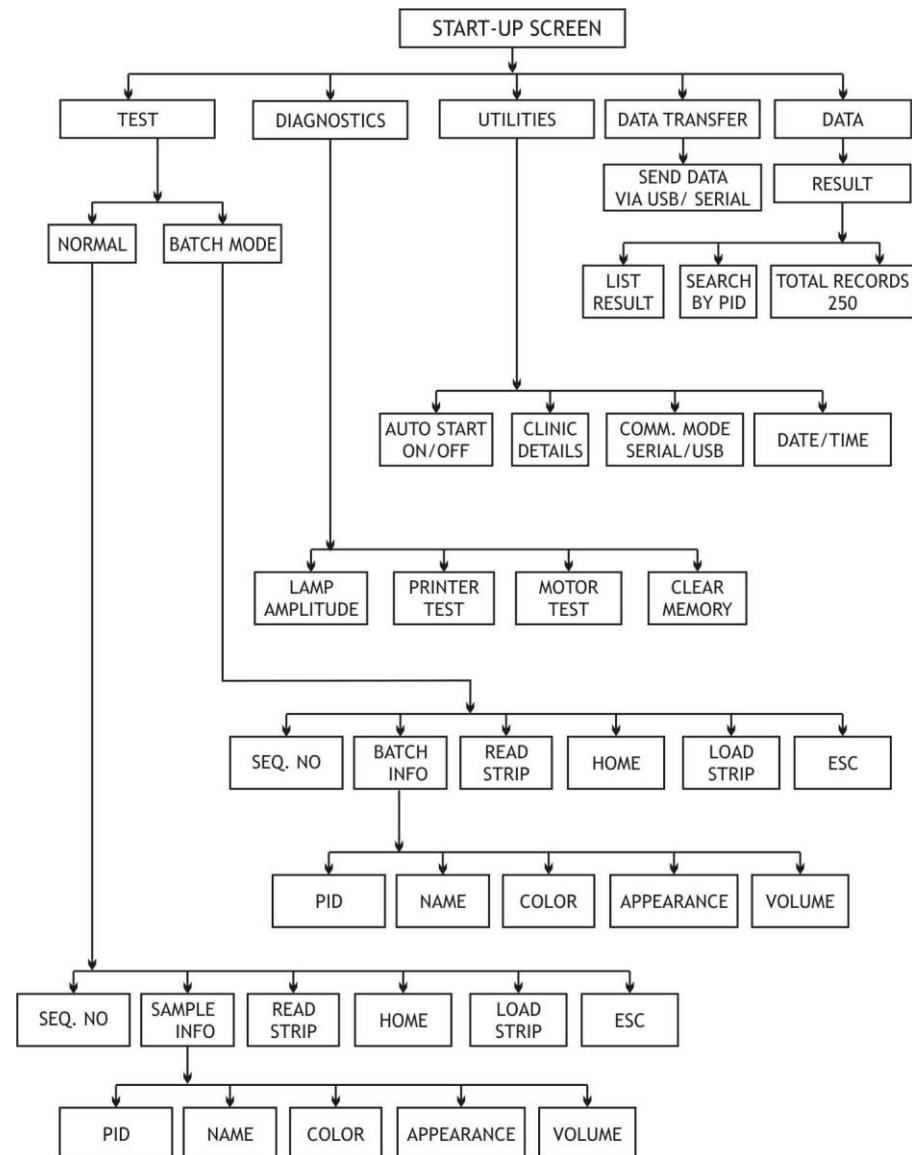 START-UP SCREEN
TEST
DIAGNOSTICS
UTILITIES
DATA TRANSFER
DATA
SEND DATA
VIA USB/ SERIAL
RESULT
NORMAL
BATCH MODE
LIST
RESULT
SEARCH
BY PID
TOTAL RECORDS
250
AUTO START
ON/OFF
CLINIC
DETAILS
COMM. MODE
SERIAL/USB
DATE/TIME
LAMP
AMPLITUDE
PRINTER
TEST
MOTOR
TEST
CLEAR
MEMORY
SEQ. NO
BATCH
INFO
READ
STRIP
HOME
LOAD
STRIP
ESC
PID
NAME
COLOR
APPEARANCE
VOLUME
SEQ. NO
SAMPLE
INFO
READ
STRIP
HOME
LOAD
STRIP
ESC
PID
NAME
COLOR
APPEARANCE
VOLUME